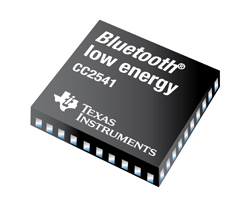 Bluetooth®
low energy
CC2541
TEXAS
INSTRUMENTS